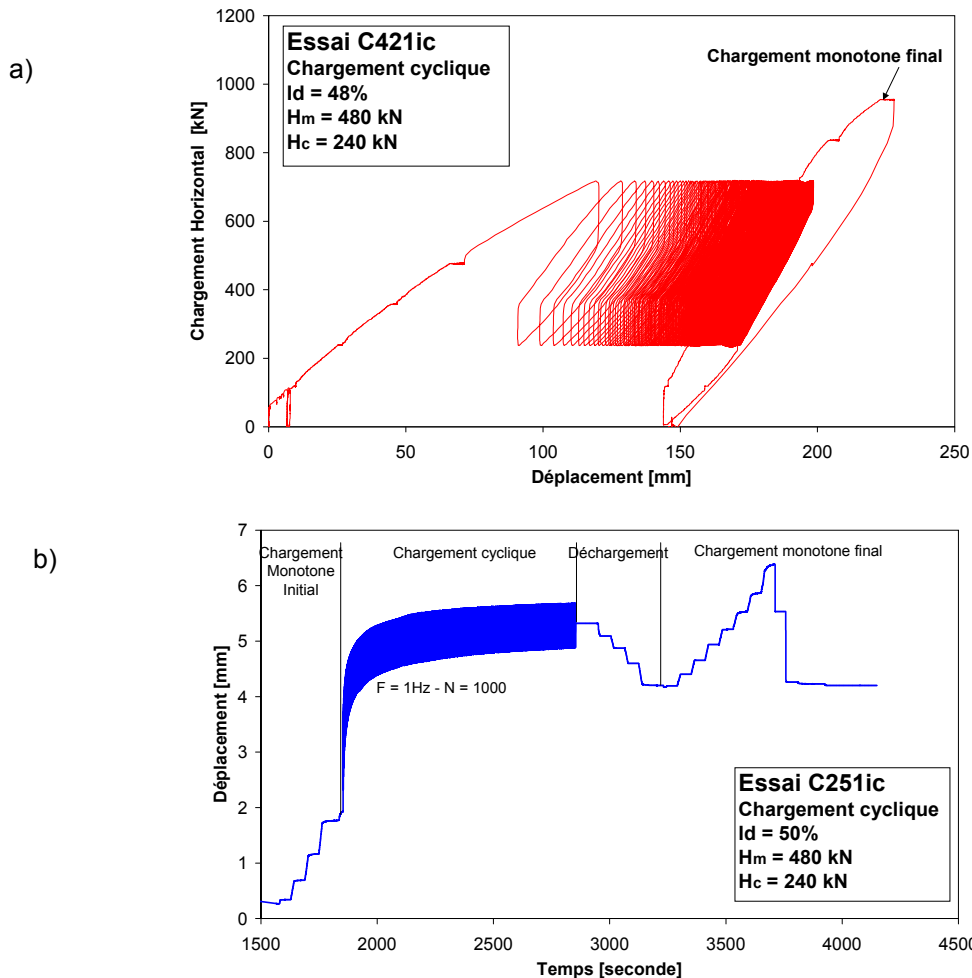 a)
1200
1000
800
600
400
200
0
Chargement Horizontal [kN]
Essai C421ic
Chargement cyclique
Id = 48%
Hm = 480 kN
Hc = 240 kN
Chargement monotone final
0 50 100 150 200 250
Déplacement [mm]
b)
7
6
5
4
3
2
1
0
Déplacement [mm]
Chargement
Monotone
Initial
Chargement cyclique
Déchargement
Chargement monotone final
F = 1Hz - N = 1000
Essai C251ic
Chargement cyclique
Id = 50%
Hm = 480 kN
Hc = 240 kN
1500 2000 2500 3000 3500 4000 4500
Temps [seconde]